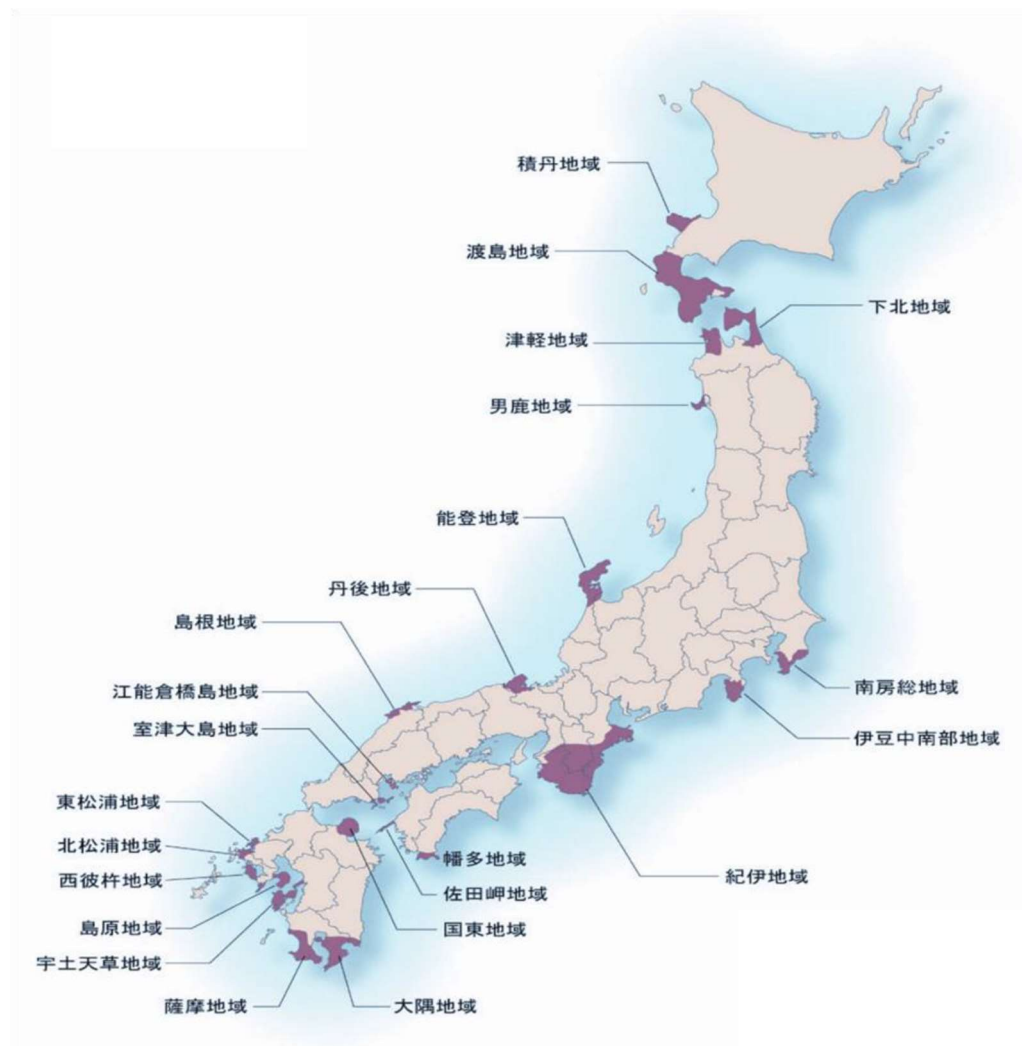 積丹地域
渡島地域
下北地域
津軽地域
男鹿地域
能登地域
丹後地域
島根地域
南房総地域
江能倉橋島地域
室津大島地域
伊豆中南部地域
東松浦地域
北松浦地域
幡多地域
西彼杵地域
紀伊地域
佐田岬地域
島原地域
国東地域
宇土天草地域
薩摩地域
大隅地域